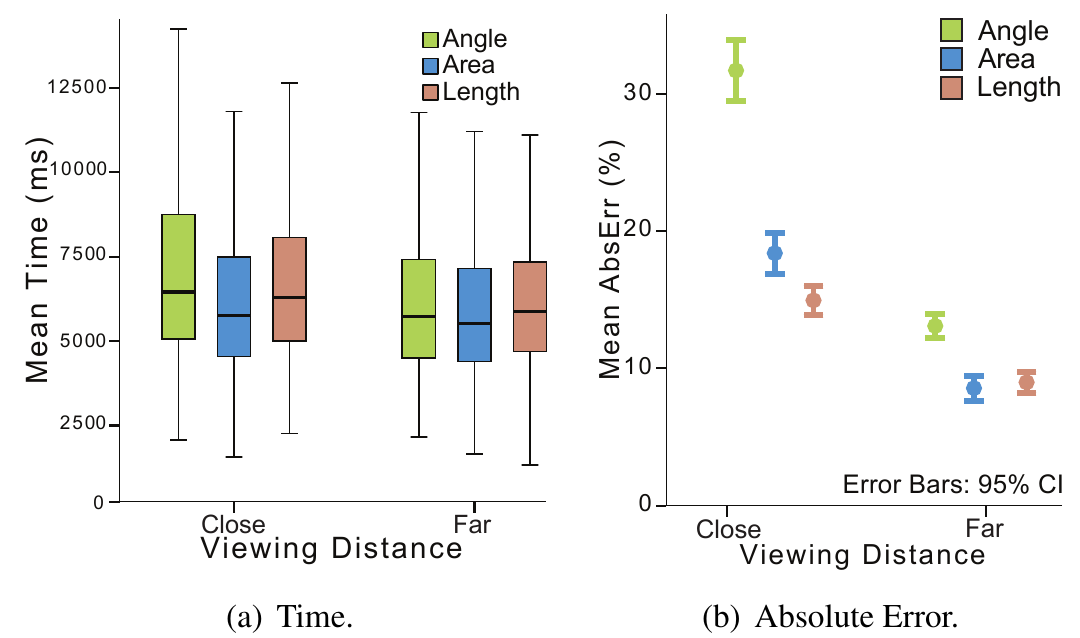 Angle
Area
Length
12500
10000
7500
5000
2500
0
Mean Time (ms)
Close
Far
Viewing Distance
(a) Time.
Angle
Area
Length
30
20
10
0
Mean AbsErr (%)
Error Bars: 95% CI
Close
Far
Viewing Distance
(b) Absolute Error.